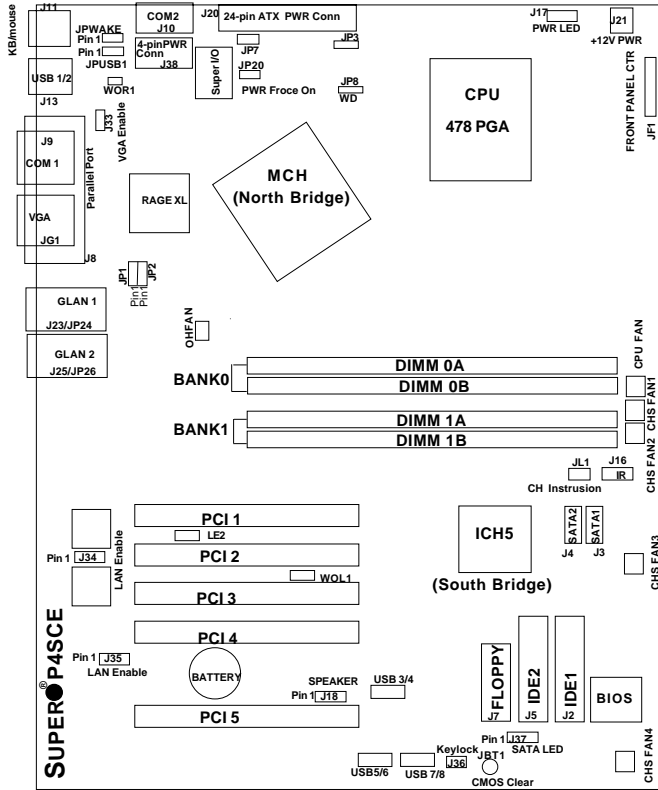 J11
KB/mouse
JPWAKE
Pin 1
Pin 1
JPUSB1
COM2
J10
4-pinPWR
Conn
J38
J20
24-pin ATX PWR Conn
JP7
JP20
PWR Froce On
JP3
JP8
WD
Super I/O
J17
PWR LED
J21
+12V PWR
FRONT PANEL CTR
JF1
USB 1/2
J13
WOR1
J33
VGA Enable
J9
COM 1
Parallel Port
VGA
JG1
J8
RAGE XL
MCH
(North Bridge)
CPU
478 PGA
JP1
JP2
Pin1
Pin1
GLAN 1
J23/JP24
GLAN 2
J25/JP26
OHFAN
CPU FAN
BANK0
DIMM 0A
DIMM 0B
CHS FAN1
BANK1
DIMM 1A
DIMM 1B
CHS FAN2
JL1
CH Instrusion
J16
IR
PCI 1
LE2
PCI 2
Pin 1
J34
LAN Enable
WOL1
PCI 3
ICH5
(South Bridge)
SATA2
J4
SATA1
J3
CHS FAN3
PCI 4
Pin 1
J35
LAN Enable
BATTERY
SPEAKER
Pin 1
J18
USB 3/4
FLOPPY
J7
IDE2
J5
IDE1
J2
BIOS
PCI 5
SUPER® P4SCE
Pin 1
J37
SATA LED
USB5/6
USB 7/8
Keylock
J36
JBT1
CMOS Clear
CHS FAN4